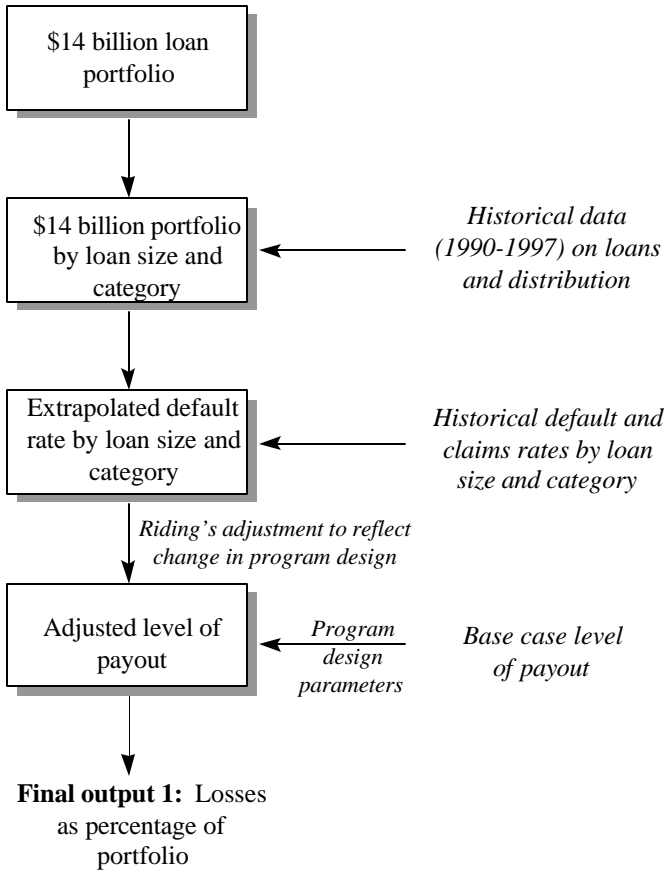 $14 billion loan
portfolio
$14 billion portfolio
by loan size and
category
Historical data
(1990-1997) on loans
and distribution
Extrapolated default
rate by loan size and
category
Historical default and
claims rates by loan
size and category
Riding's adjustment to reflect
change in program design
Adjusted level of
payout
Program
design
parameters
Base case level
of payout
Final output 1: Losses
as percentage of
portfolio